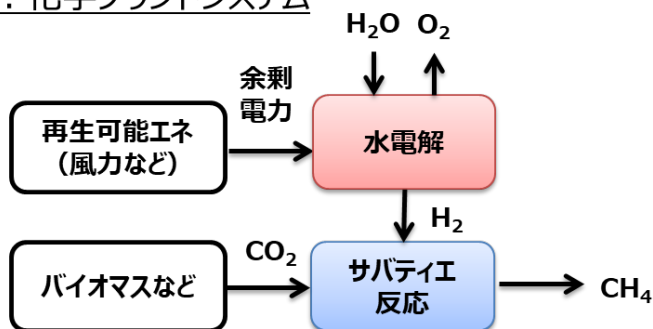 化学プラントシステム
H₂O O₂
余剰
電力
再生可能エネ
（風力など）
水電解
H₂
バイオマスなど
CO₂
サバティエ
反応
CH₄